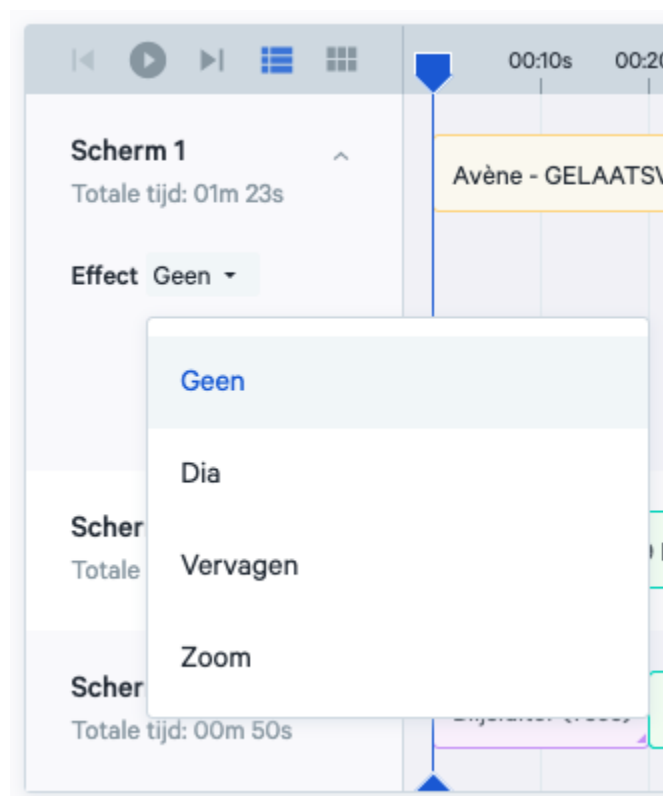 00:10s
Scherm 1
Totale tijd: 01m 23s
Avène - GELAATSV
Effect Geen
Geen
Dia
Vervagen
Zoom
Totale
Totale tijd: 00m 50s